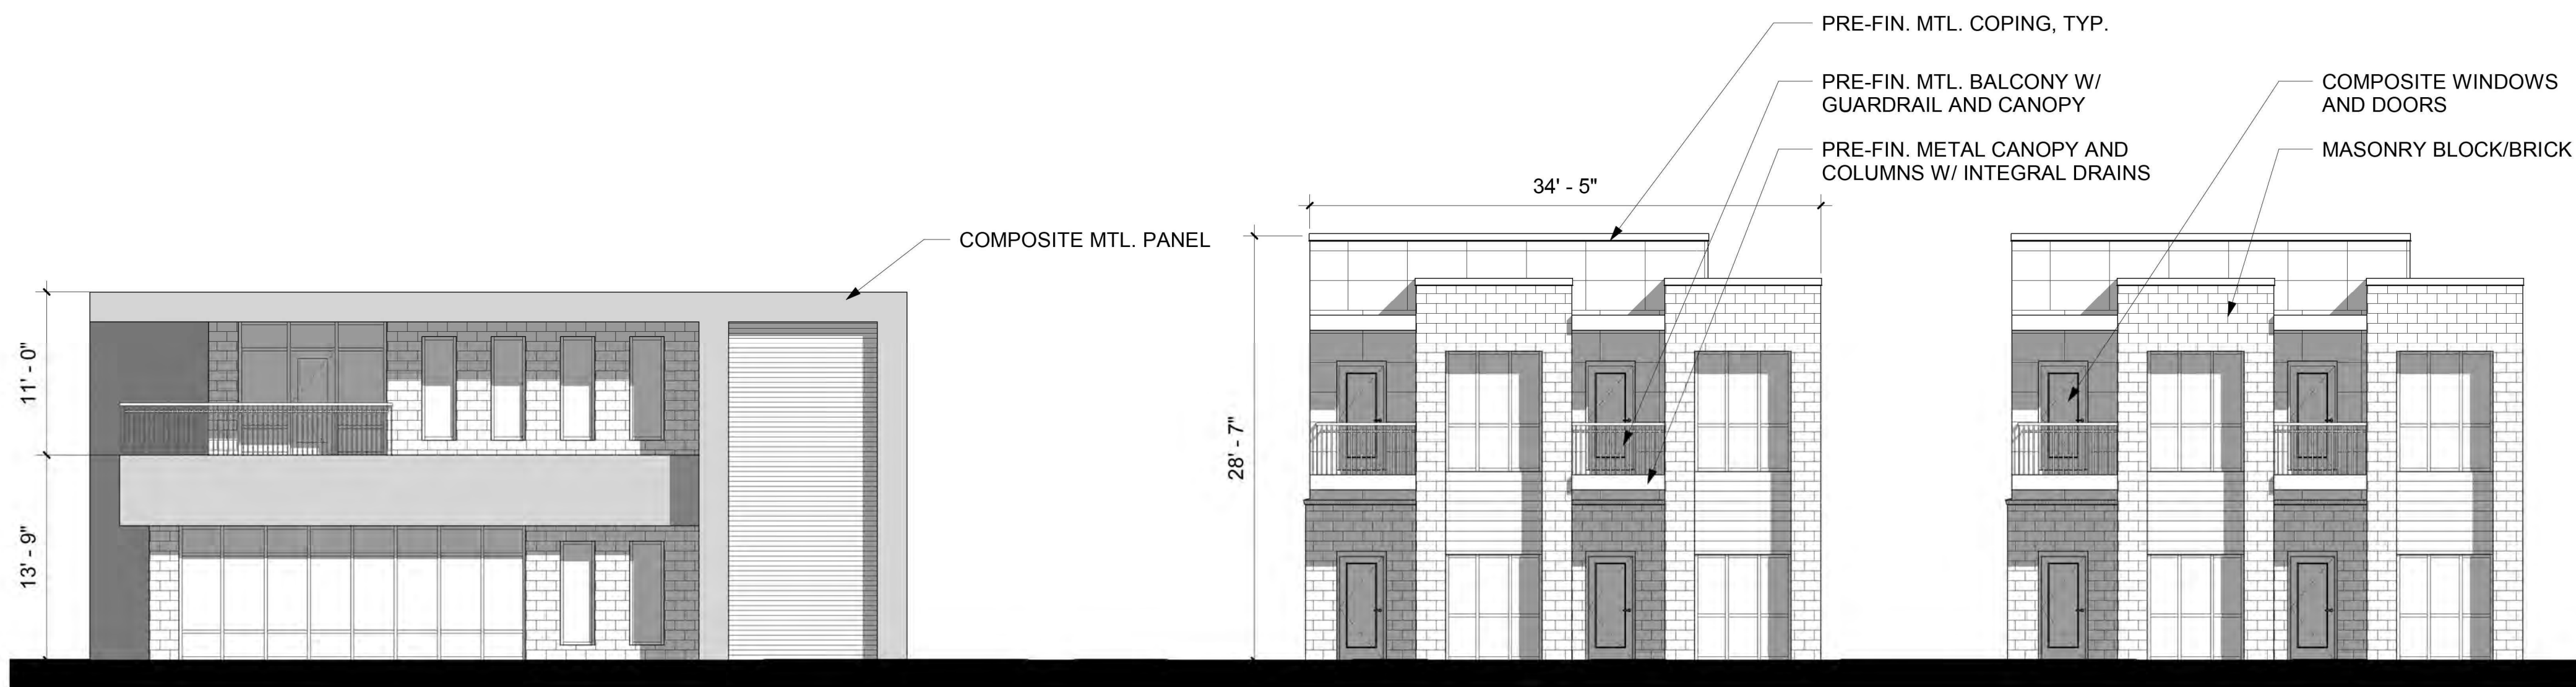 PRE-FIN. MTL. COPING, TYP.
PRE-FIN. MTL. BALCONY W/
GUARDRAIL AND CANOPY
PRE-FIN. METAL CANOPY AND
COLUMNS W/ INTEGRAL DRAINS
COMPOSITE WINDOWS
AND DOORS
MASONRY BLOCK/BRICK
34' - 5"
COMPOSITE MTL. PANEL
11' - 0"
13' - 9"
28' - 7"